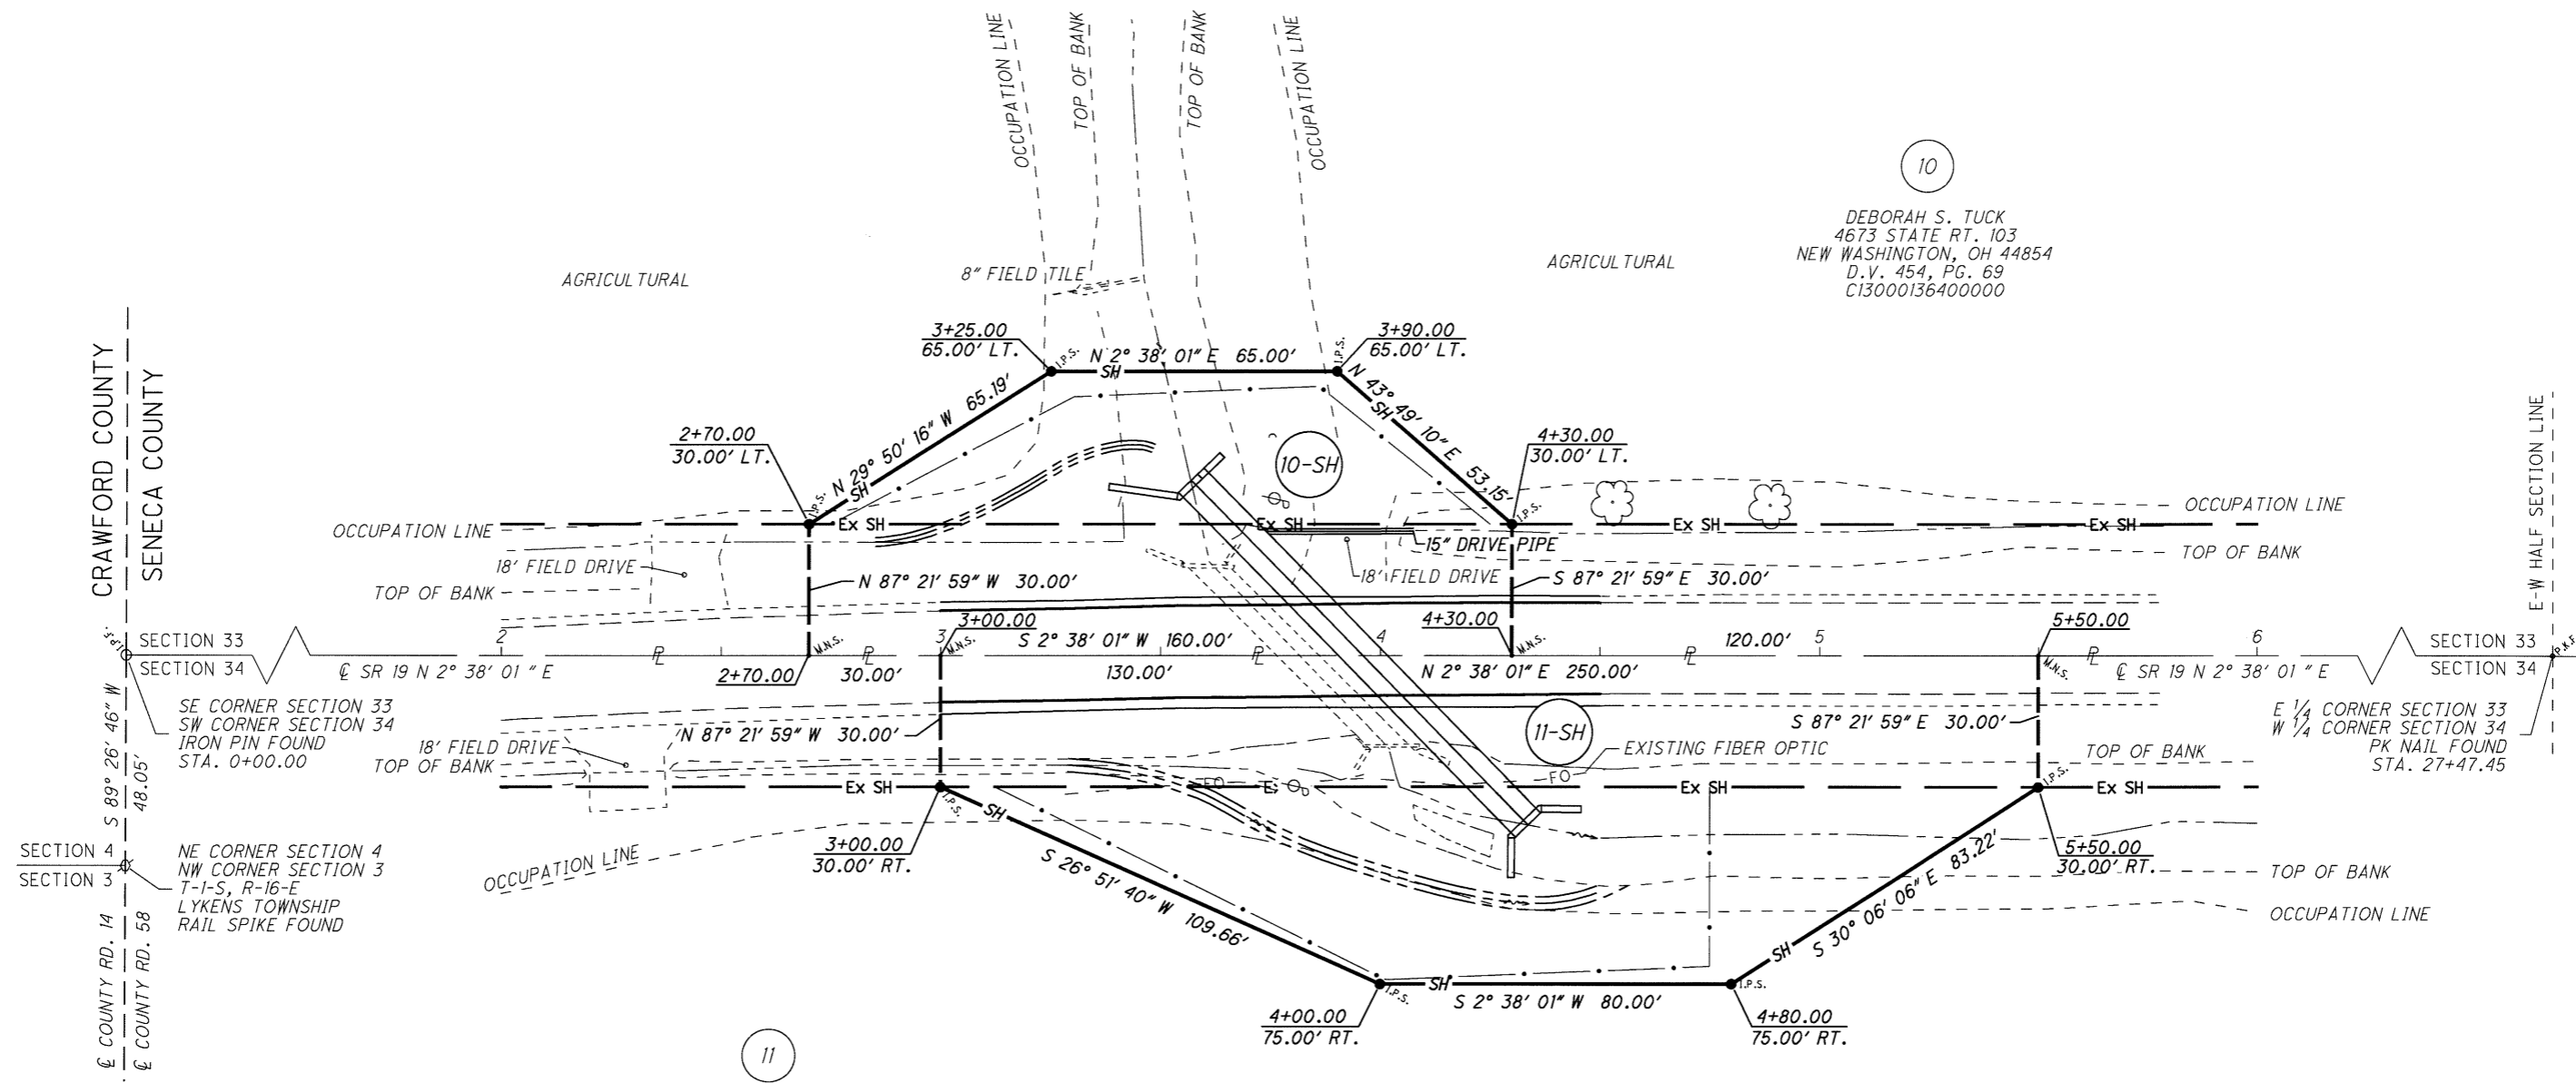 OCCUPATION LINE
TOP OF BANK
TOP OF BANK
OCCUPATION LINE
10
DEBORAH S. TUCK
4673 STATE RT. 103
NEW WASHINGTON, OH 44854
D.V. 454, PG. 69
C13000136400000
AGRICULTURAL
8" FIELD TILE
AGRICULTURAL
CRAWFORD COUNTY
SENECA COUNTY
3+25.00
65.00' LT.
I.P.S.
N 2° 38' 01" E 65.00'
SH
3+90.00
65.00' LT.
I.P.S.
N 29° 50' 16" W 65.19'
SH
N 43° 49' 10" E 53.15'
SH
2+70.00
30.00' LT.
I.P.S.
10-SH
4+30.00
30.00' LT.
I.P.S.
E-W HALF SECTION LINE
OCCUPATION LINE
Ex SH
Ex SH
Ex SH
Ex SH
OCCUPATION LINE
15" DRIVE PIPE
TOP OF BANK
18' FIELD DRIVE
TOP OF BANK
N 87° 21' 59" W 30.00'
18' FIELD DRIVE
S 87° 21' 59" E 30.00'
I.P.F.
SECTION 33
SECTION 34
2
3
4
5
6
3+00.00
S 2° 38' 01" W 160.00'
4+30.00
120.00'
5+50.00
SECTION 33
SECTION 34
P.K.F.
M.N.S.
M.N.S.
M.N.S.
M.N.S.
PL
PL
PL
PL
PL
℄ SR 19 N 2° 38' 01 " E
2+70.00
30.00'
130.00'
N 2° 38' 01" E 250.00'
℄ SR 19 N 2° 38' 01 " E
SE CORNER SECTION 33
SW CORNER SECTION 34
IRON PIN FOUND
STA. 0+00.00
S 89° 26' 46" W
48.05'
18' FIELD DRIVE
TOP OF BANK
N 87° 21' 59" W 30.00'
11-SH
EXISTING FIBER OPTIC
S 87° 21' 59" E 30.00'
TOP OF BANK
E 1/4 CORNER SECTION 33
W 1/4 CORNER SECTION 34
PK NAIL FOUND
STA. 27+47.45
FO
FO
Ex SH
Ex SH
Ex SH
I.P.S.
I.P.S.
SH
3+00.00
30.00' RT.
5+50.00
30.00' RT.
SECTION 4
SECTION 3
NE CORNER SECTION 4
NW CORNER SECTION 3
T-1-S, R-16-E
LYKENS TOWNSHIP
RAIL SPIKE FOUND
OCCUPATION LINE
S 26° 51' 40" W 109.66'
SH
S 30° 06' 06" E 83.22'
TOP OF BANK
OCCUPATION LINE
℄ COUNTY RD. 14
℄ COUNTY RD. 58
SH
S 2° 38' 01" W 80.00'
I.P.S.
I.P.S.
4+00.00
75.00' RT.
4+80.00
75.00' RT.
11